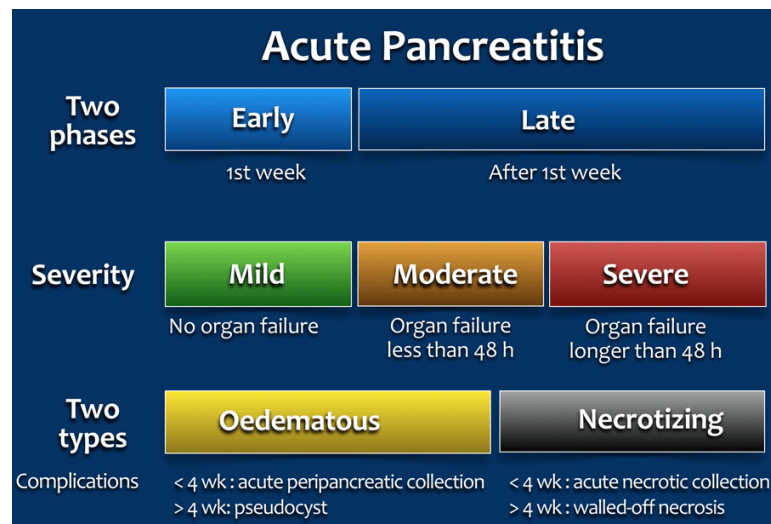 Acute Pancreatitis
Two
phases
Early
Late
1st week
After 1st week
Severity
Mild
Moderate
Severe
No organ failure
Organ failure
less than 48 h
Organ failure
longer than 48 h
Two
types
Oedematous
Necrotizing
Complications
< 4 wk : acute peripancreatic collection
> 4 wk: pseudocyst
< 4 wk : acute necrotic collection
> 4 wk : walled-off necrosis